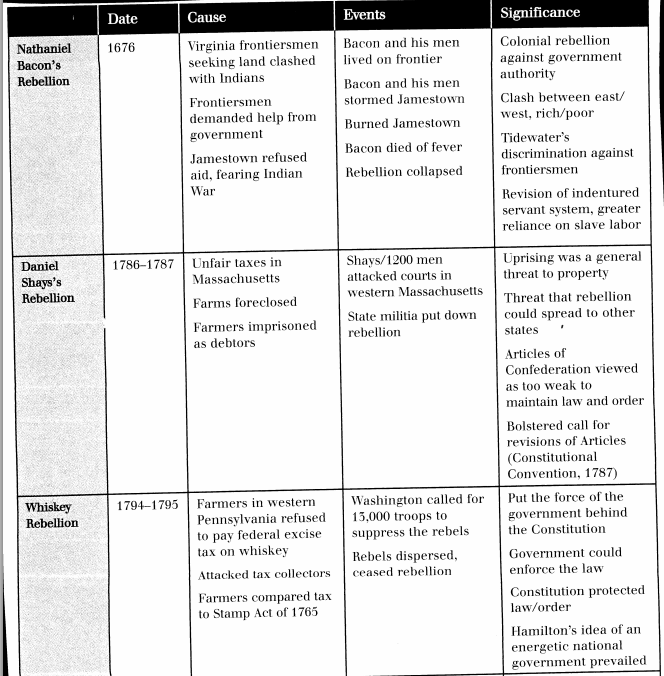 Date
Cause
Events
Significance
Nathaniel
Bacon's
Rebellion
1676
Virginia frontiersmen
seeking land clashed
with Indians
Frontiersmen
demanded help from
government
Jamestown refused
aid, fearing Indian
War
Bacon and his men
lived on frontier
Bacon and his men
stormed Jamestown
Burned Jamestown
Bacon died of fever
Rebellion collapsed
Colonial rebellion
against government
authority
Clash between east/
west, rich/poor
Tidewater's
discrimination against
frontiersmen
Revision of indentured
servant system, greater
reliance on slave labor
Daniel
Shays's
Rebellion
1786–1787
Unfair taxes in
Massachusetts
Farms foreclosed
Farmers imprisoned
as debtors
Shays/1200 men
attacked courts in
western Massachusetts
State militia put down
rebellion
Uprising was a general
threat to property
Threat that rebellion
could spread to other
states
Articles of
Confederation viewed
as too weak to
maintain law and order
Bolstered call for
revisions of Articles
(Constitutional
Convention, 1787)
Whiskey
Rebellion
1794–1795
Farmers in western
Pennsylvania refused
to pay federal excise
tax on whiskey
Attacked tax collectors
Farmers compared tax
to Stamp Act of 1765
Washington called for
13,000 troops to
suppress the rebels
Rebels dispersed,
ceased rebellion
Put the force of the
government behind
the Constitution
Government could
enforce the law
Constitution protected
law/order
Hamilton's idea of an
energetic national
government prevailed